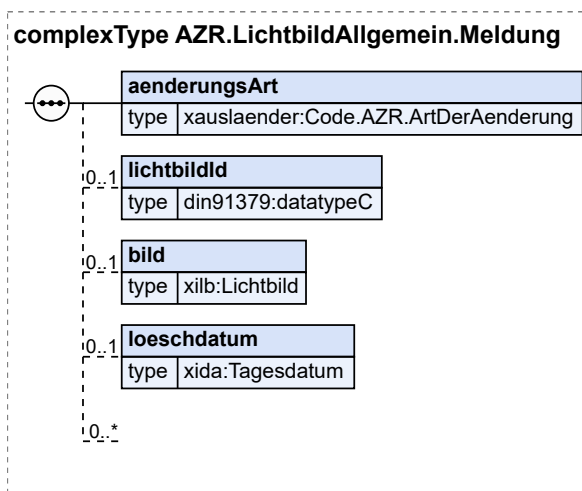 complexType AZR.LichtbildAllgemein.Meldung
aenderungsArt
type xauslaender:Code.AZR.ArtDerAenderung
0..1
lichtbildId
type din91379:datatypeC
0..1
bild
type xilb:Lichtbild
0..1
loeschdatum
type xida:Tagesdatum
0..*